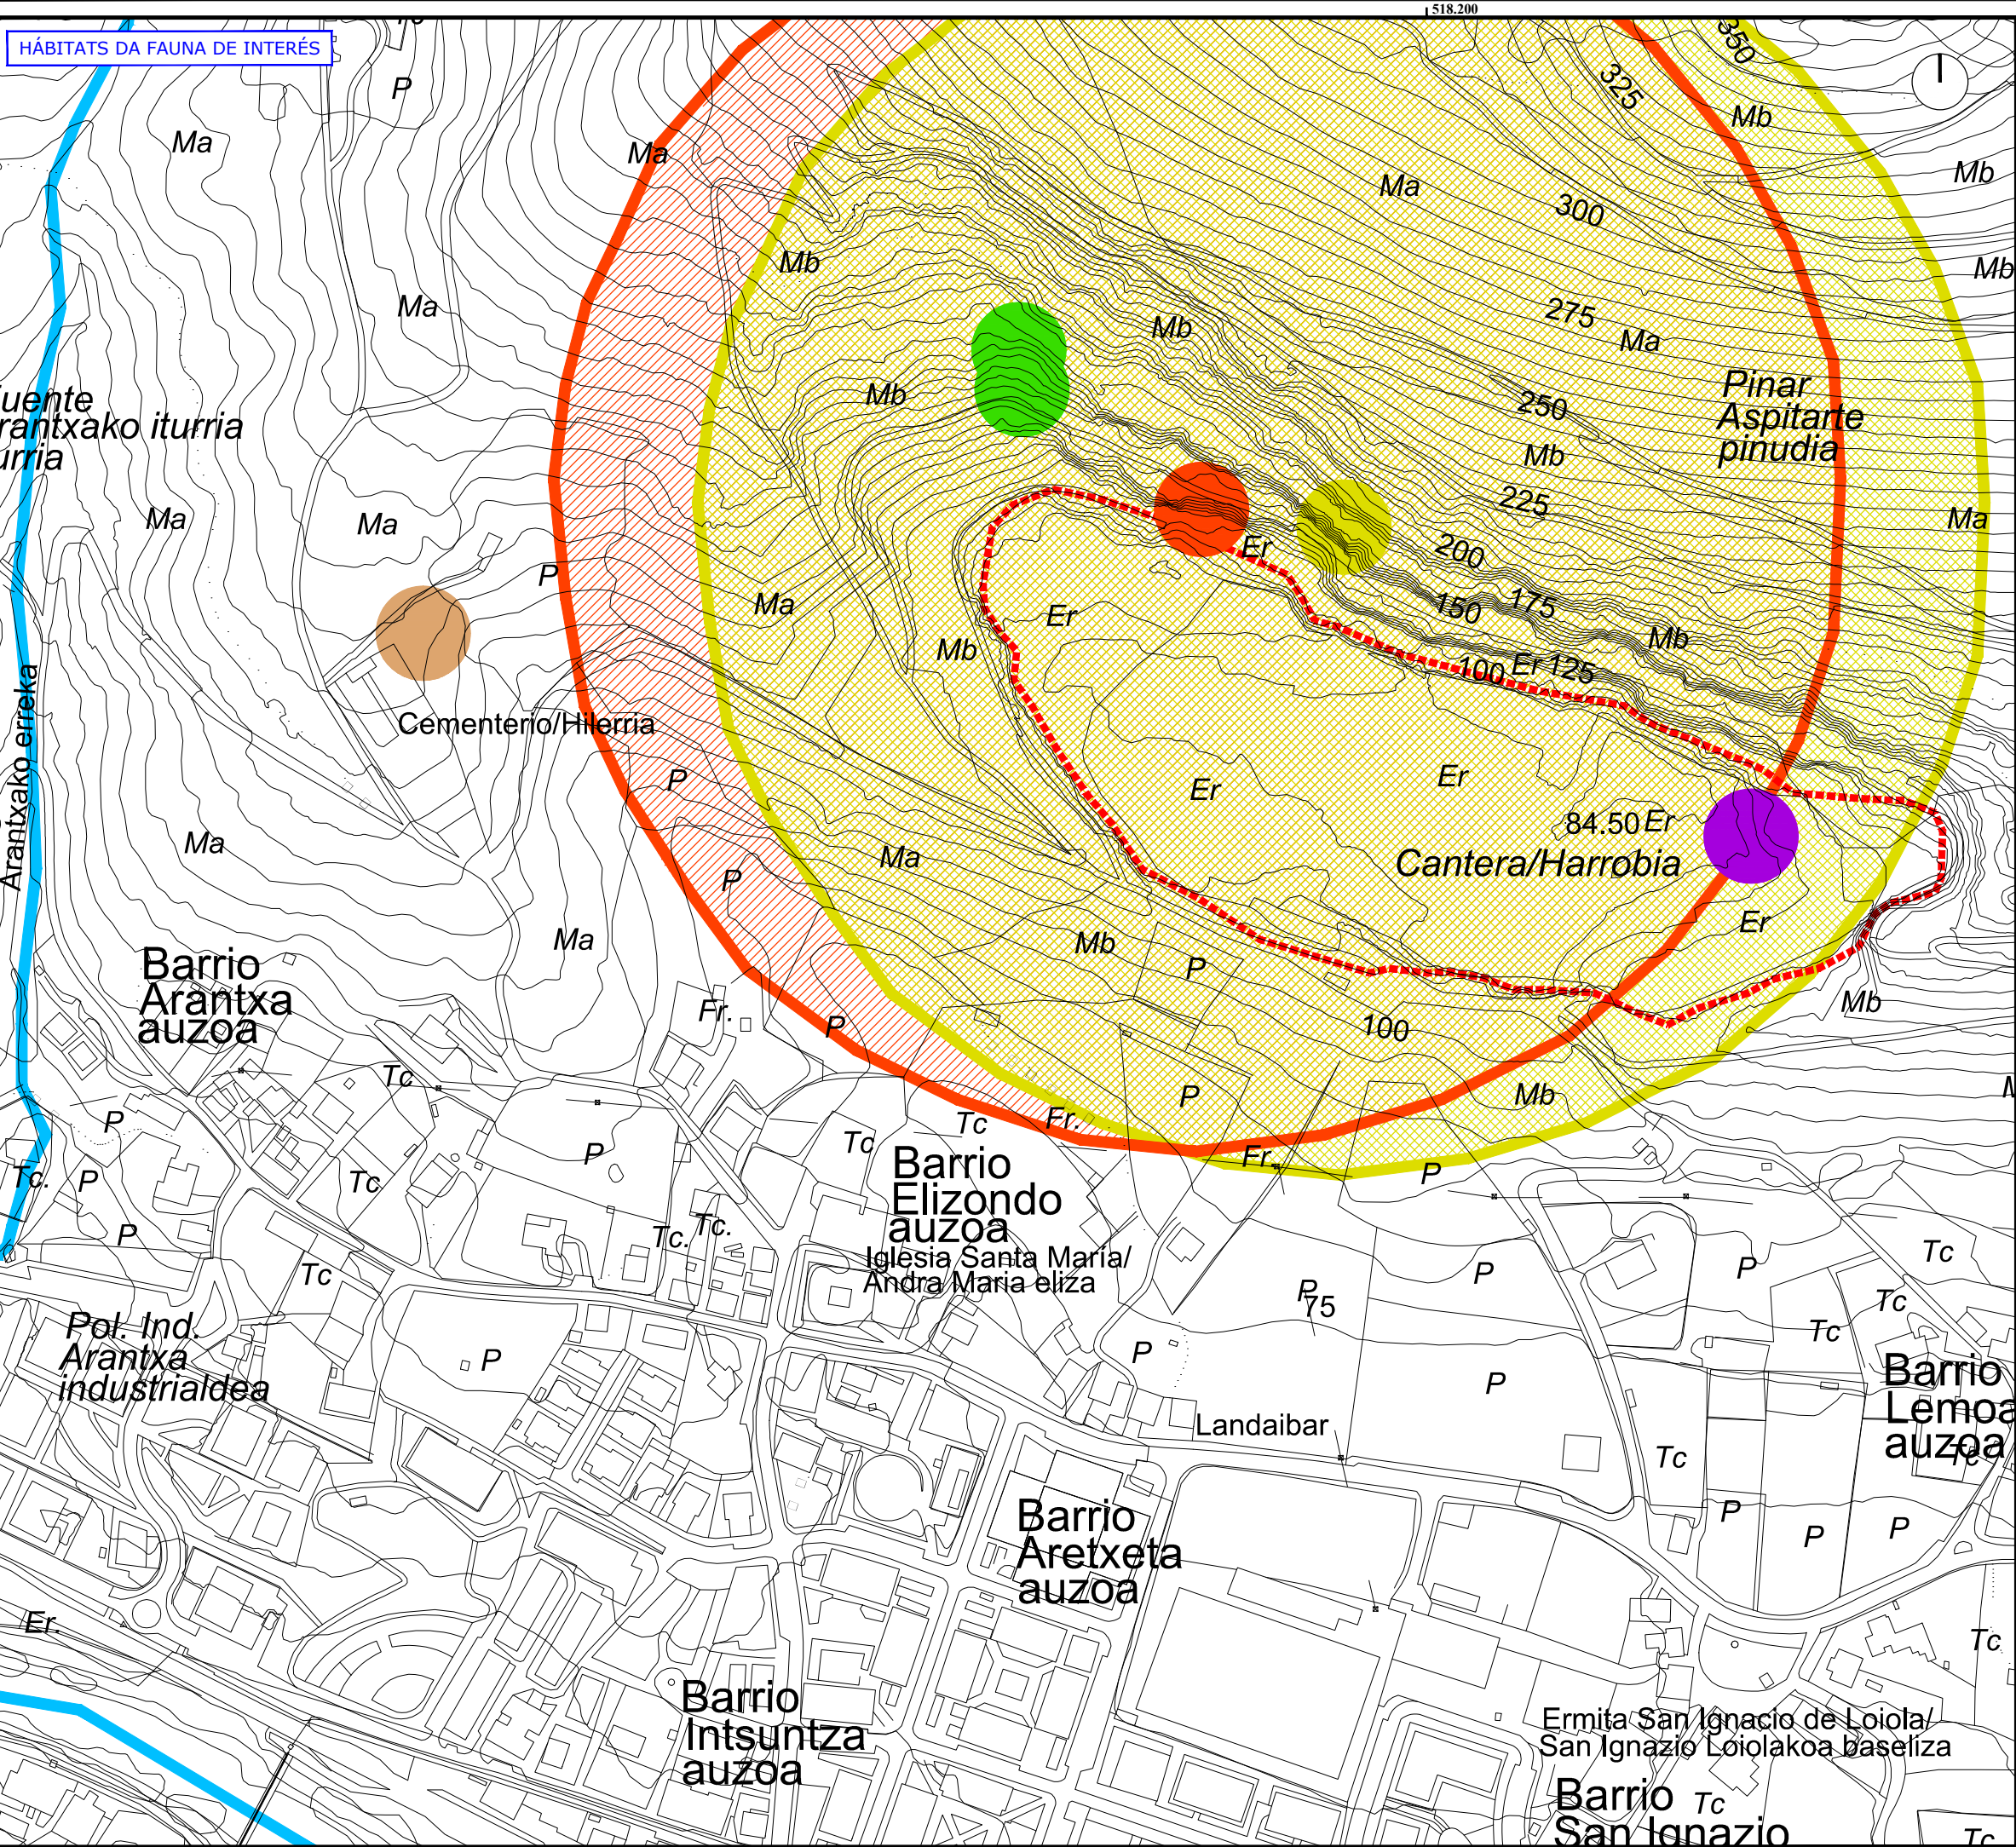 518.200
HÁBITATS DA FAUNA DE INTERÉS
350
325
I
P
Mb
Ma
Ma
Mb
Ma
300
Mb
Mb
Ma
275
Mb
Ma
Pinar
Aspitarte
pinudia
Mb
250
rantxako iturria
Mb
225
Ma
Ma
Ma
200
Er
P
175
150
Ma
Er
Mb
Mb
100
Er
125
Arantxako erreka
Cementerio/Hilerria
P
Er
Er
84.50
Er
Ma
Cantera/Harrobia
Ma
P
Er
Ma
Mb
Barrio
Arantxa
auzoa
P
Mb
Fr.
P
100
Tc
Mb
P
P
Tc
Fr.
Tc
P
Fr.
P
Tc.
P
Tc
Barrio
Elizondo
auzoa
Iglesia Santa María/
Andra Maria eliza
P
Tc.
Tc.
Tc
P
P
Tc
P
75
Tc
Tc
Pol. Ind.
Arantxa
industrialdea
P
P
P
Barrio
Lemoa
auzoa
Tc
Landaibar
Tc
Barrio
Aretxeta
auzoa
P
P
P
Er.
Tc
Barrio
Intsuntza
auzoa
Ermita San Ignacio de Loiola/
San Ignazio Loiolakoa baseliza
Barrio
San Ignazio
Tc
Tc